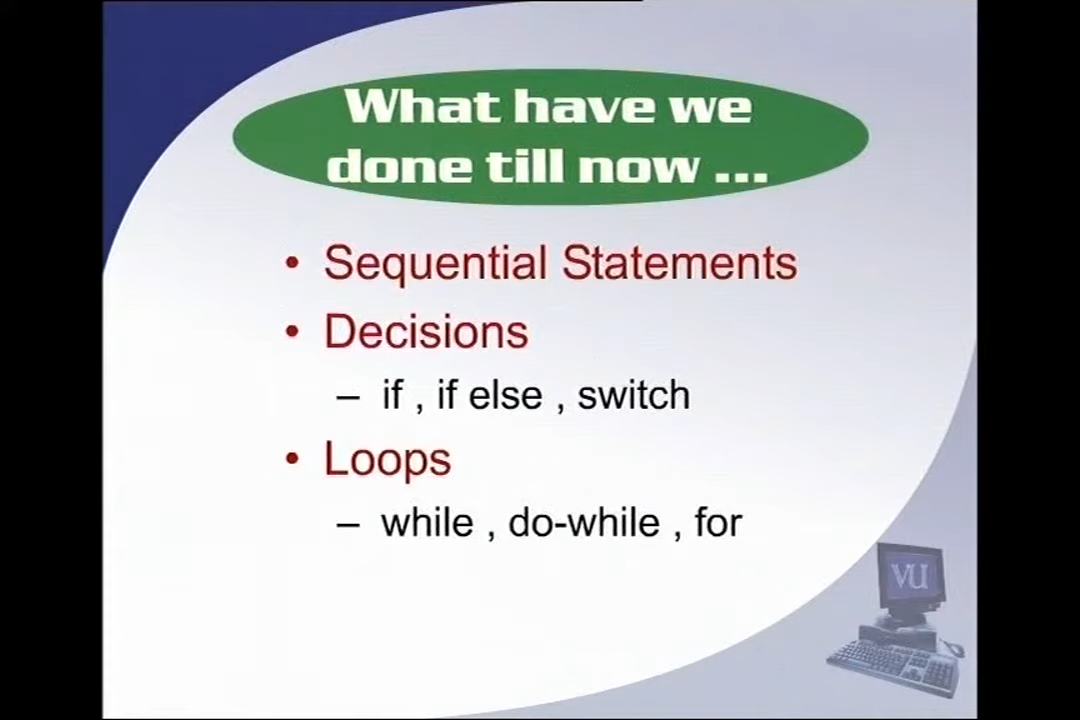 What have we
done till now ...
• Sequential Statements
• Decisions
– if , if else , switch
• Loops
– while , do-while , for
VU